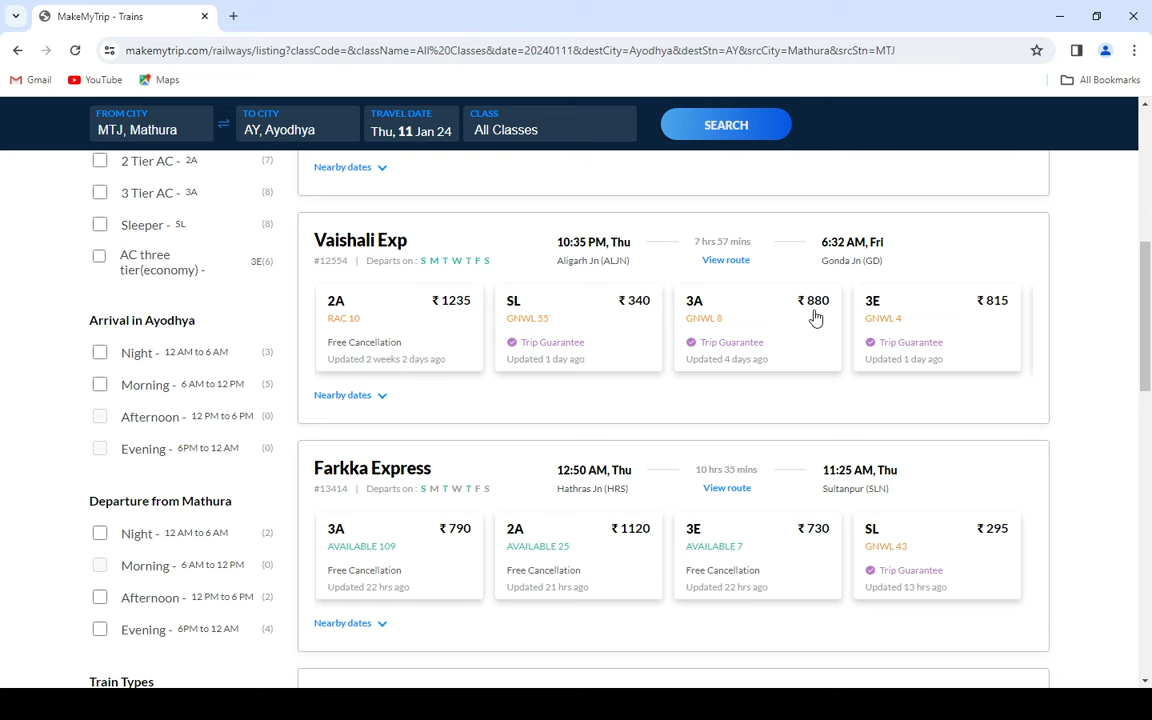 MakeMyTrip - Trains
makemytrip.com/railways/listing?classCode=&className=All%20Classes&date=20240111&destCity=Ayodhya&destStn=AY&srcCity=Mathura&srcStn=MTJ
Gmail YouTube Maps All Bookmarks
FROM CITY TO CITY TRAVEL DATE CLASS
MTJ, Mathura AY, Ayodhya Thu, 11 Jan 24 All Classes SEARCH
2 Tier AC - 2A (7)
3 Tier AC - 3A (8)
Sleeper - SL (8)
AC three tier(economy) - 3E(6)
Arrival in Ayodhya
Night - 12 AM to 6 AM (3)
Morning - 6 AM to 12 PM (5)
Afternoon - 12 PM to 6 PM (0)
Evening - 6PM to 12 AM (0)
Departure from Mathura
Night - 12 AM to 6 AM (2)
Morning - 6 AM to 12 PM (0)
Afternoon - 12 PM to 6 PM (2)
Evening - 6PM to 12 AM (4)
Train Types
Nearby dates
Vaishali Exp 10:35 PM, Thu 7 hrs 57 mins 6:32 AM, Fri
#12554 | Departs on : S M T W T F S Aligarh Jn (ALJN) View route Gonda Jn (GD)
2A ₹ 1235 SL ₹ 340 3A ₹ 880 3E ₹ 815
RAC 10 GNWL 55 GNWL 8 GNWL 4
Free Cancellation Trip Guarantee Trip Guarantee Trip Guarantee
Updated 2 weeks 2 days ago Updated 1 day ago Updated 4 days ago Updated 1 day ago
Nearby dates
Farkka Express 12:50 AM, Thu 10 hrs 35 mins 11:25 AM, Thu
#13414 | Departs on : S M T W T F S Hathras Jn (HRS) View route Sultanpur (SLN)
3A ₹ 790 2A ₹ 1120 3E ₹ 730 SL ₹ 295
AVAILABLE 109 AVAILABLE 25 AVAILABLE 7 GNWL 43
Free Cancellation Free Cancellation Free Cancellation Trip Guarantee
Updated 22 hrs ago Updated 21 hrs ago Updated 22 hrs ago Updated 13 hrs ago
Nearby dates